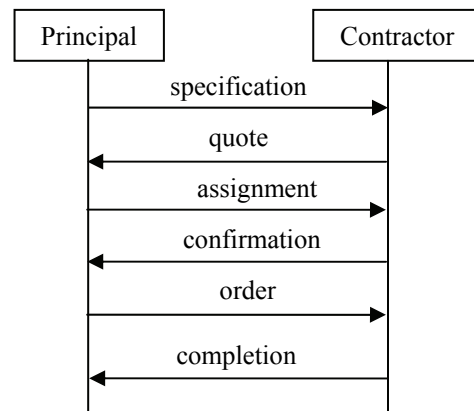 Principal
Contractor
specification
quote
assignment
confirmation
order
completion